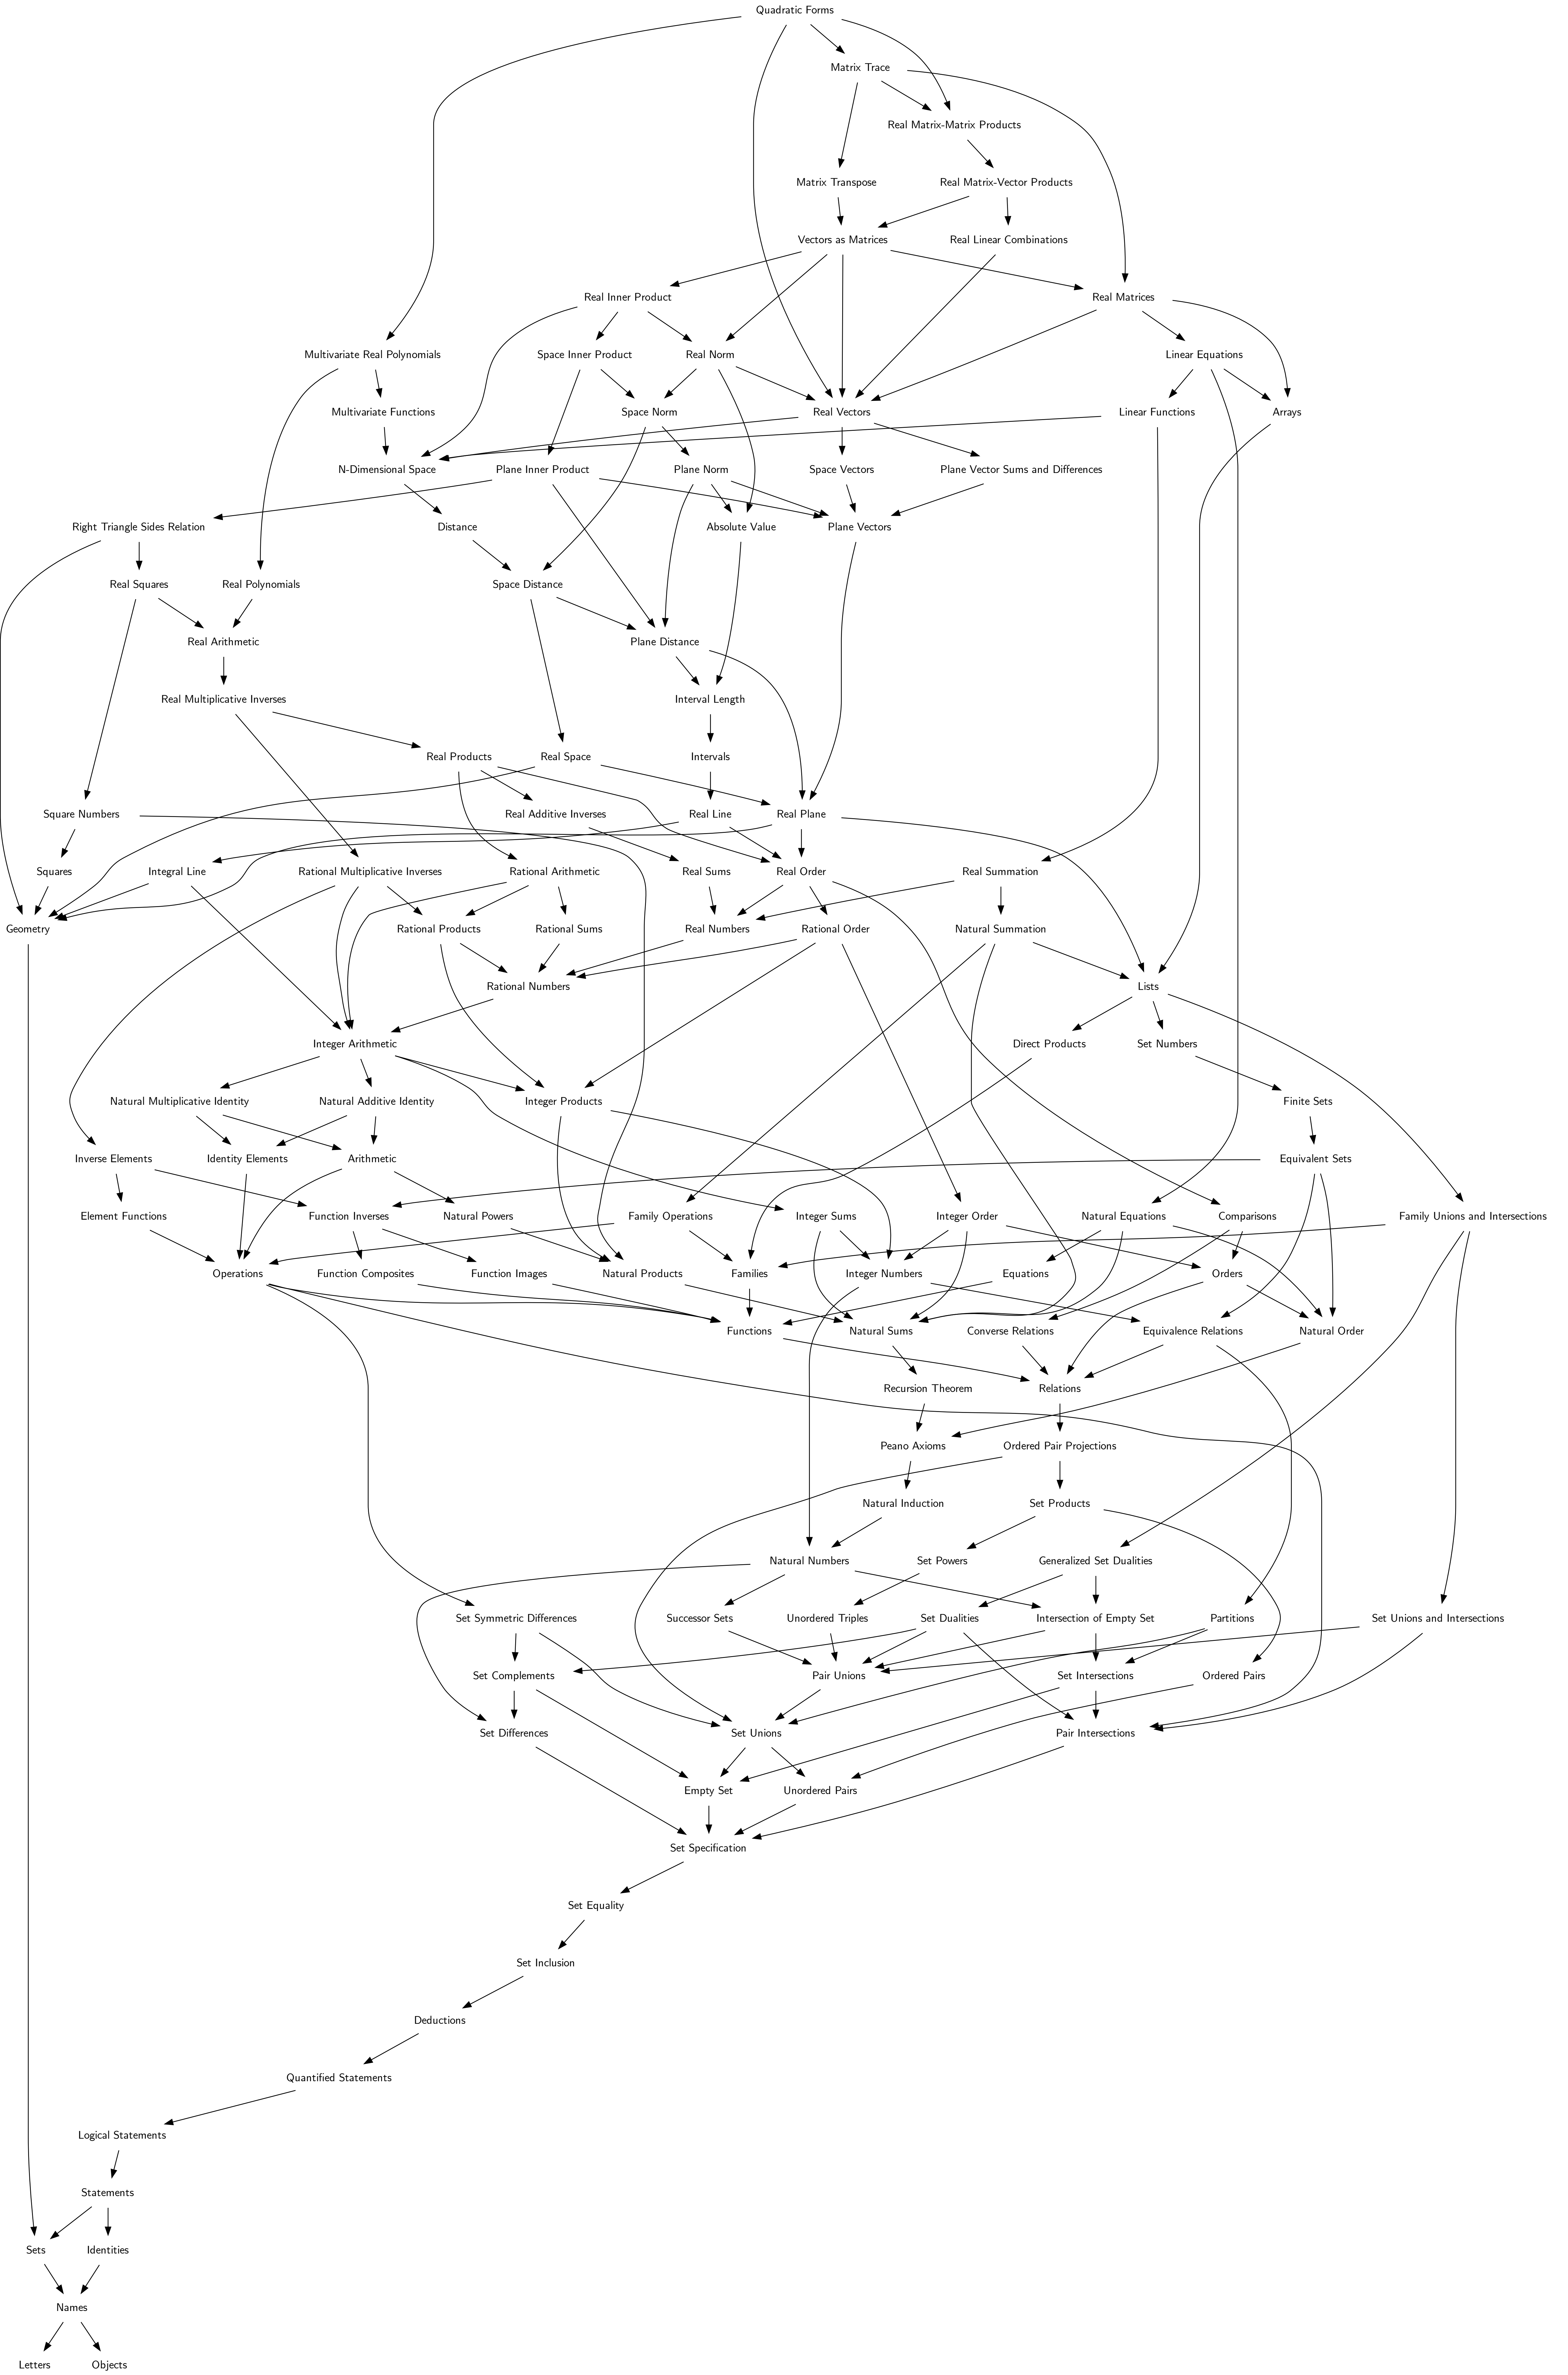 Quadratic Forms
Matrix Trace
Real Matrix-Matrix Products
Matrix Transpose
Real Matrix-Vector Products
Vectors as Matrices
Real Linear Combinations
Real Inner Product
Real Matrices
Multivariate Real Polynomials
Space Inner Product
Real Norm
Linear Equations
Multivariate Functions
Space Norm
Real Vectors
Linear Functions
Arrays
N-Dimensional Space
Plane Inner Product
Plane Norm
Space Vectors
Plane Vector Sums and Differences
Right Triangle Sides Relation
Distance
Absolute Value
Plane Vectors
Real Squares
Real Polynomials
Space Distance
Real Arithmetic
Plane Distance
Real Multiplicative Inverses
Interval Length
Real Products
Real Space
Intervals
Square Numbers
Real Additive Inverses
Real Line
Real Plane
Squares
Integral Line
Rational Multiplicative Inverses
Rational Arithmetic
Real Sums
Real Order
Real Summation
Geometry
Rational Products
Rational Sums
Real Numbers
Rational Order
Natural Summation
Rational Numbers
Lists
Integer Arithmetic
Direct Products
Set Numbers
Natural Multiplicative Identity
Natural Additive Identity
Integer Products
Finite Sets
Inverse Elements
Identity Elements
Arithmetic
Equivalent Sets
Element Functions
Function Inverses
Natural Powers
Family Operations
Integer Sums
Integer Order
Natural Equations
Comparisons
Family Unions and Intersections
Operations
Function Composites
Function Images
Natural Products
Families
Integer Numbers
Equations
Orders
Functions
Natural Sums
Converse Relations
Equivalence Relations
Natural Order
Recursion Theorem
Relations
Peano Axioms
Ordered Pair Projections
Natural Induction
Set Products
Natural Numbers
Set Powers
Generalized Set Dualities
Set Symmetric Differences
Successor Sets
Unordered Triples
Set Dualities
Intersection of Empty Set
Partitions
Set Unions and Intersections
Set Complements
Pair Unions
Set Intersections
Ordered Pairs
Set Differences
Set Unions
Pair Intersections
Empty Set
Unordered Pairs
Set Specification
Set Equality
Set Inclusion
Deductions
Quantified Statements
Logical Statements
Statements
Sets
Identities
Names
Letters
Objects